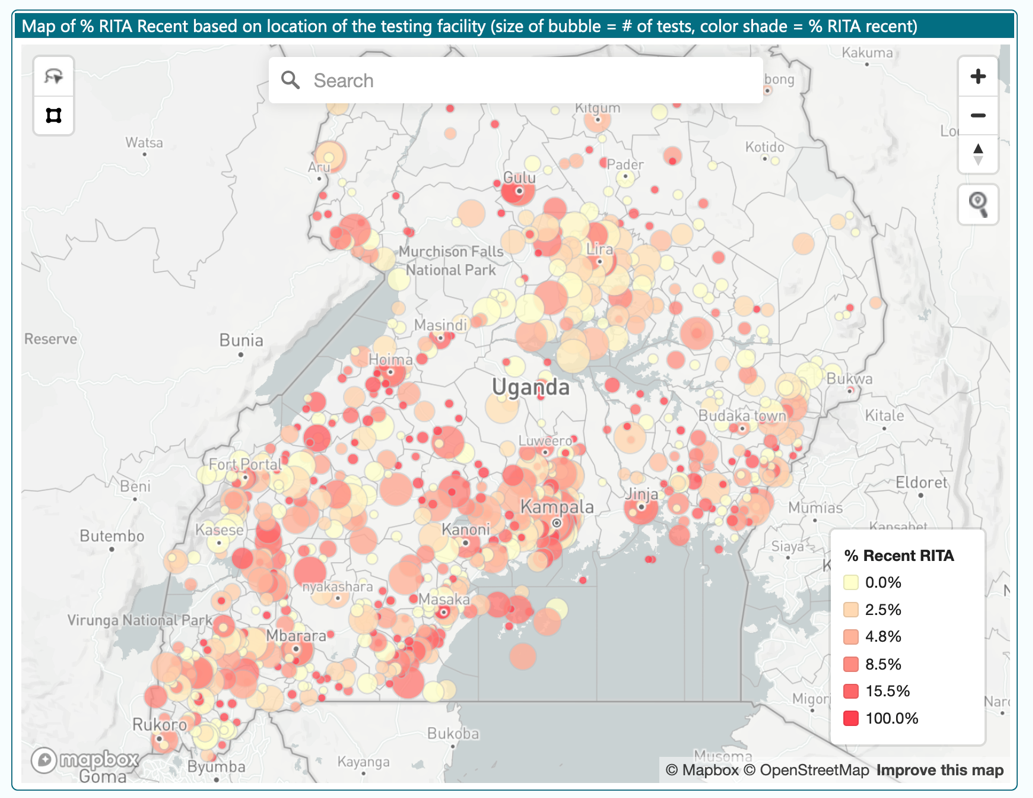 Map of % RITA Recent based on location of the testing facility (size of bubble = # of tests, color shade = % RITA recent)
Kakuma
Search
bong
Kitgum
Watsa
Kotido
Aru
Pader
Gulu
Murchison Falls
National Park
Lira
Masindi
Reserve
Bunia
Hoima
Uganda
Bukwa
Budaka town
Kitale
Luweero
Fort Portal
Beni
Eldoret
Jinja
Kampala
Mumias
Butembo
Kasese
Kanoni
Kapsabet
Siaya
% Recent RITA
0.0%
2.5%
4.8%
8.5%
15.5%
100.0%
nyakashara
Masaka
Virunga National Park
Mbarara
Rukoro
Bukoba
Kayanga
Musoma
mapbox
Goma
Byumba
© Mapbox © OpenStreetMap Improve this map